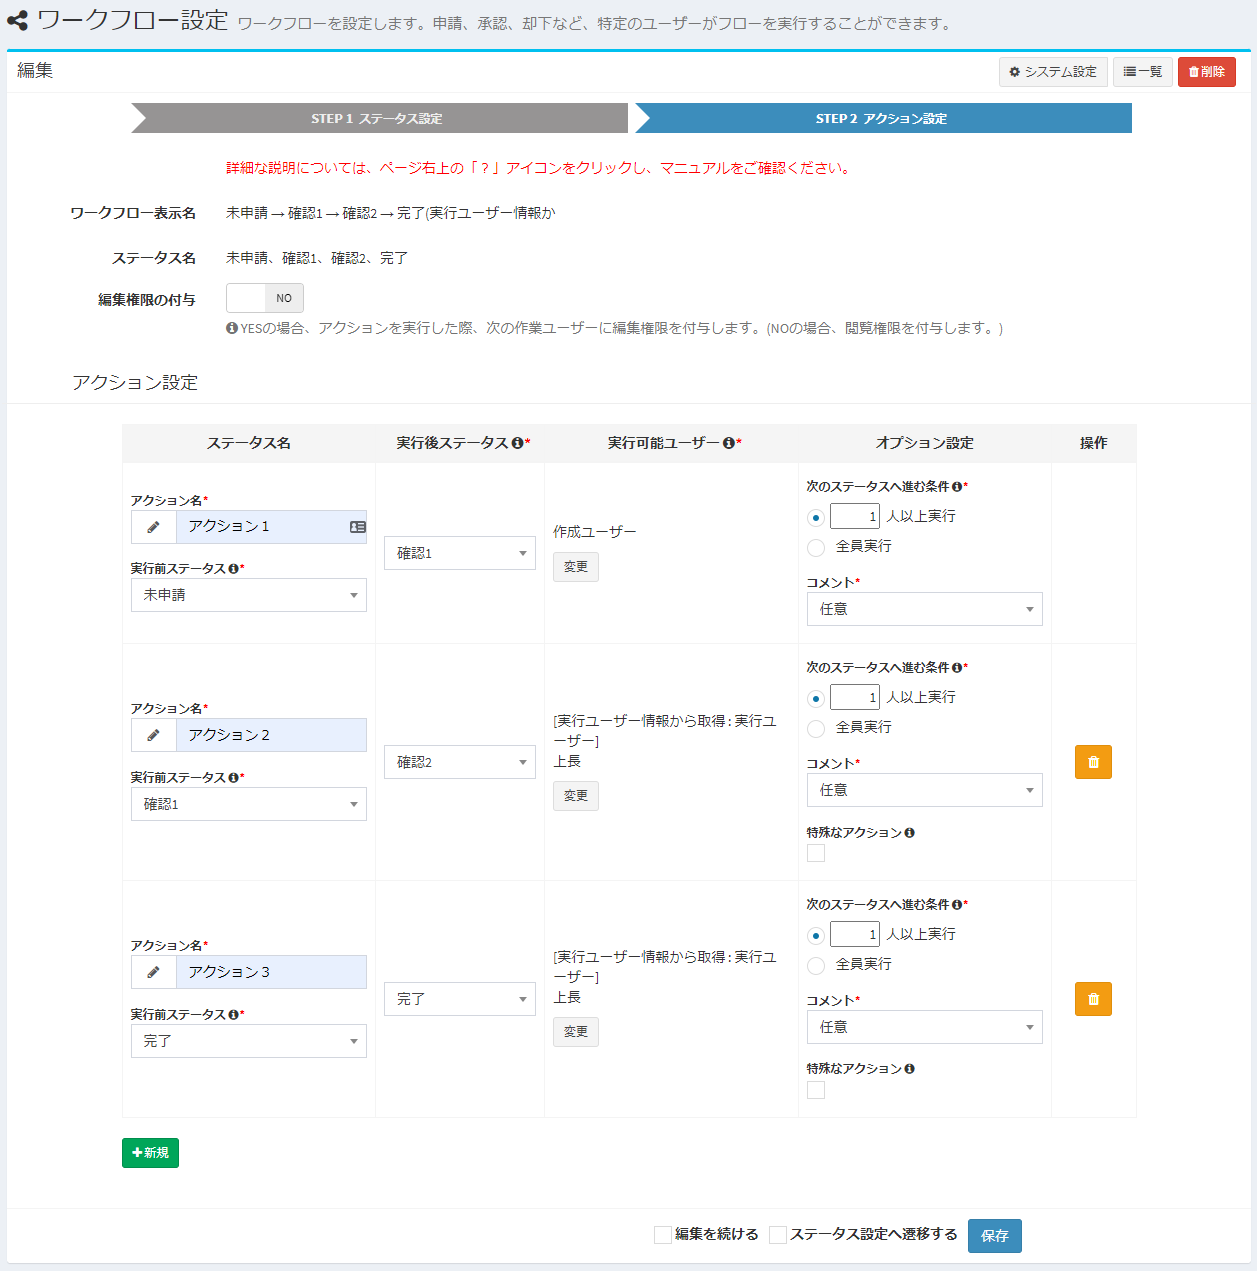 ワークフロー設定 ワークフローを設定します。申請、承認、却下など、特定のユーザーがフローを実行することができます。
編集
システム設定
一覧
削除
STEP 1 ステータス設定
STEP 2 アクション設定
詳細な説明については、ページ右上の「？」アイコンをクリックし、マニュアルをご確認ください。
ワークフロー表示名 未申請 → 確認1 → 確認2 → 完了(実行ユーザー情報か
ステータス名 未申請、確認1、確認2、完了
編集権限の付与 NO
YESの場合、アクションを実行した際、次の作業ユーザーに編集権限を付与します。(NOの場合、閲覧権限を付与します。)
アクション設定
ステータス名 実行後ステータス* 実行可能ユーザー* オプション設定 操作
アクション名*
アクション１
実行前ステータス*
未申請
確認1
作成ユーザー
変更
次のステータスへ進む条件*
1 人以上実行
全員実行
コメント*
任意
アクション名*
アクション２
実行前ステータス*
確認1
確認2
[実行ユーザー情報から取得 : 実行ユ
ーザー]
上長
変更
次のステータスへ進む条件*
1 人以上実行
全員実行
コメント*
任意
特殊なアクション
アクション名*
アクション３
実行前ステータス*
完了
完了
[実行ユーザー情報から取得 : 実行ユ
ーザー]
上長
変更
次のステータスへ進む条件*
1 人以上実行
全員実行
コメント*
任意
特殊なアクション
新規
編集を続ける ステータス設定へ遷移する 保存